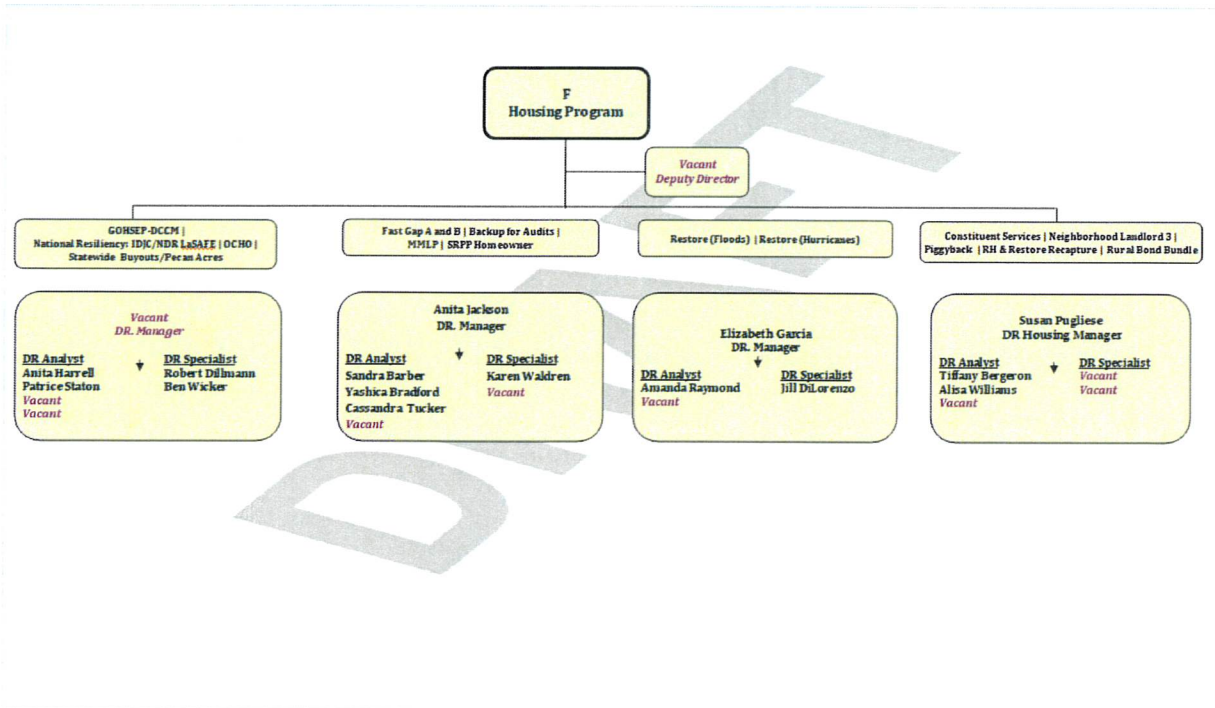 F
Housing Program
Vacant
Deputy Director
GOHSEP-DCCM |
National Resiliency: IDJC/NDR LaSAFE | OCHO |
Statewide Buyouts/Pecan Acres
Fast Gap A and B | Backup for Audits |
MMLP | SRPP Homeowner
Restore (Floods) | Restore (Hurricanes)
Constituent Services | Neighborhood Landlord 3 |
Piggyback | RH & Restore Recapture | Rural Bond Bundle
Vacant
DR. Manager
DR Analyst
Anita Harrell
Patrice Staton
Vacant
Vacant
DR Specialist
Robert Dillmann
Ben Wicker
Anita Jackson
DR. Manager
DR Analyst
Sandra Barber
Yashica Bradford
Cassandra Tucker
Vacant
DR Specialist
Karen Waldren
Vacant
Elizabeth Garcia
DR. Manager
DR Analyst
Amanda Raymond
Vacant
DR Specialist
Jill DiLorenzo
Susan Pugliese
DR Housing Manager
DR Analyst
Tiffany Bergeron
Alisa Williams
Vacant
DR Specialist
Vacant
Vacant
DRAFT